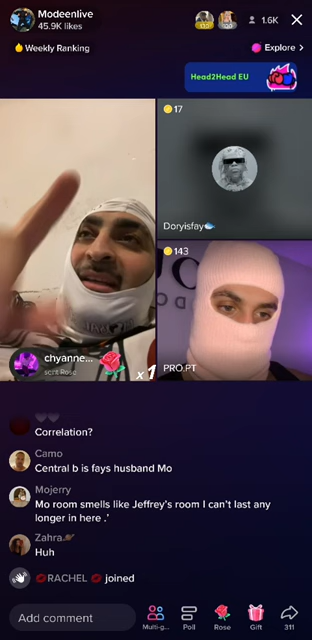 Modeenlive
45.9K likes
1.6K
Weekly Ranking
Explore >
Head2Head EU
17
Doryisfay🐟
143
PRO.PT
chyanne...
sent Rose
x 1
🤍🤍
Correlation?
Camo
Central b is fays husband Mo
Mojerry
Mo room smells like Jeffrey's room I can't last any
longer in here .'
Zahra🪐
Huh
💋RACHEL 💋 joined
Add comment
Multi-g...
Poll
Rose
Gift
311